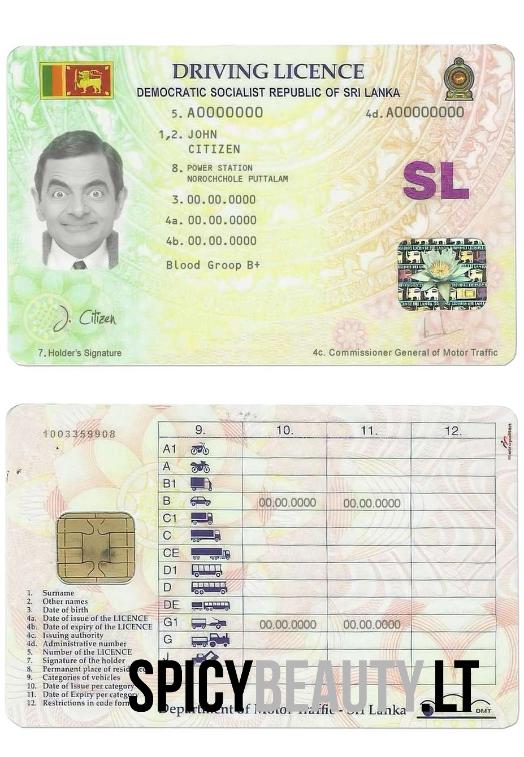 DRIVING LICENCE
DEMOCRATIC SOCIALIST REPUBLIC OF SRI LANKA
5. A0000000 4d. A00000000
1,2. JOHN
CITIZEN
8. POWER STATION
NOROCHCHOLE PUTTALAM
SL
3. 00.00.0000
4a. 00.00.0000
4b. 00.00.0000
Blood Group B+
J. Citizen
7. Holder's Signature 4c. Commissioner General of Motor Traffic
1003359908
9. 10. 11. 12.
A1
A
B1
B 00.00.0000 00.00.0000
C1
C
CE
D1
D
DE
G1 00.00.0000 00.00.0000
G
J
1. Surname
2. Other names
3. Date of birth
4a. Date of issue of the LICENCE
4b. Date of expiry of the LICENCE
4c. Issuing authority
4d. Administrative number
5. Number of the LICENCE
7. Signature of the holder
8. Permanent place of
9. Categories of vehicles
10. Date of Issue per category
11. Date of Expiry per category
12. Restrictions in code form
SPICYBEAUTY.LT
Department of Motor Traffic - Sri Lanka
DMT